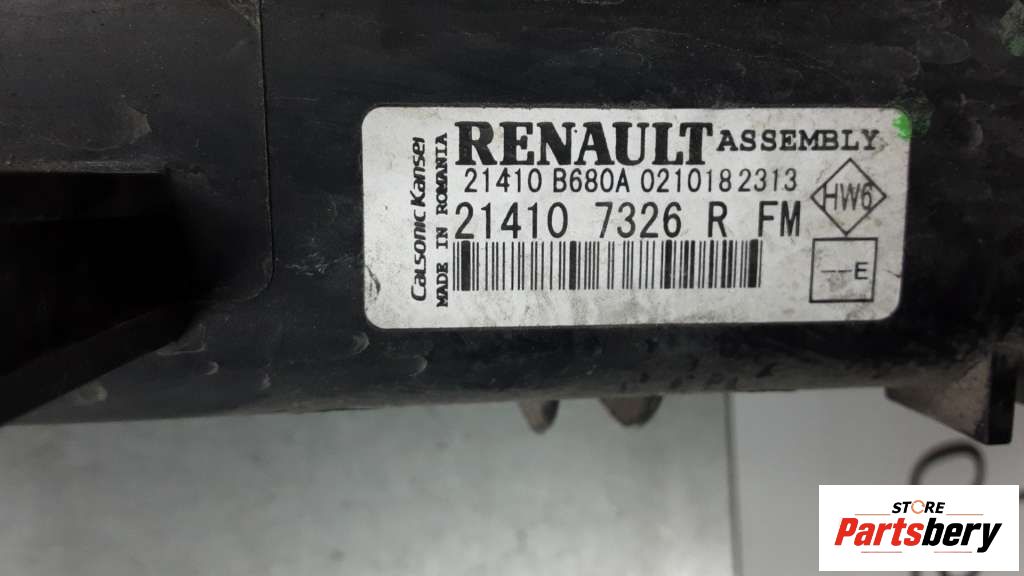 RENAULT ASSEMBLY
21410 B680A 0210182313
21410 7326 R FM
HW6
—E
Calsonic Kansei
MADE IN ROMANIA
STORE
Partsbery